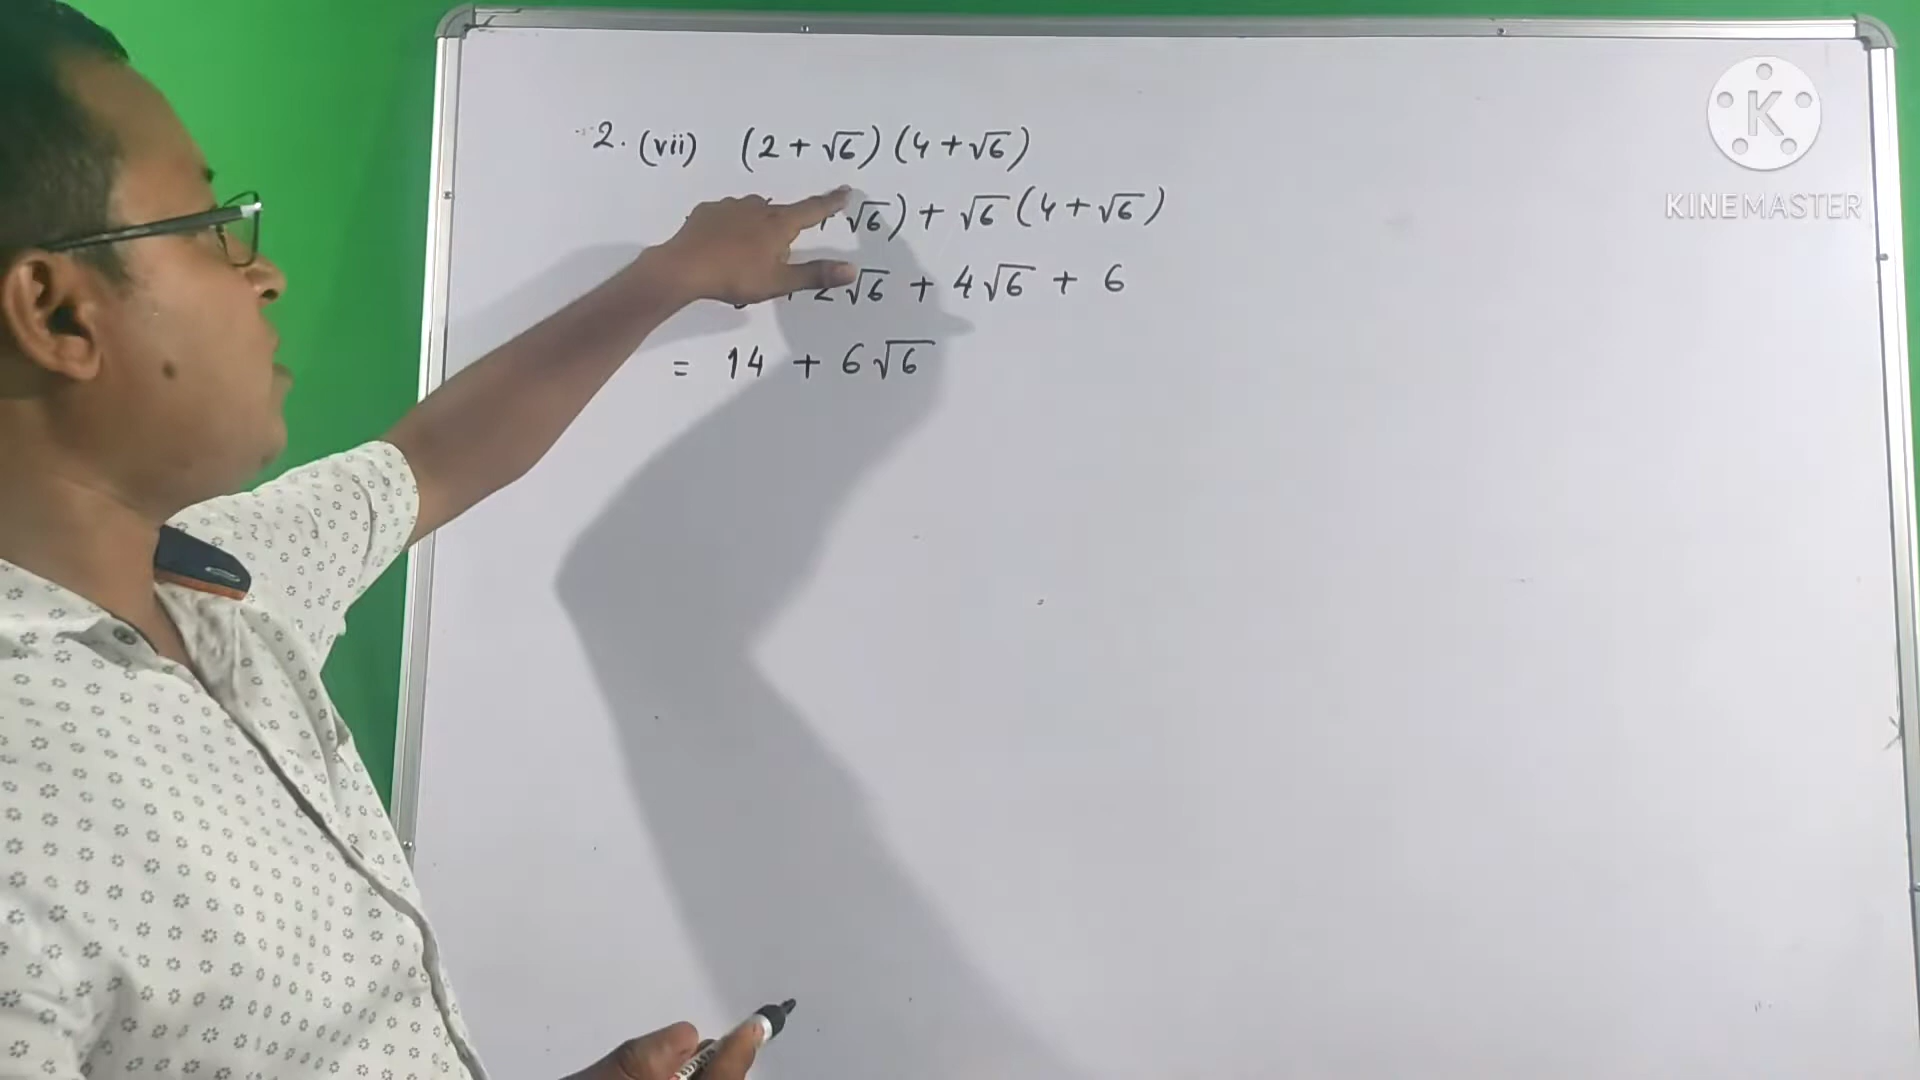 2. (vii) (2 + √6) (4 + √6)
+ √6) + √6 (4 + √6)
2√6 + 4√6 + 6
= 14 + 6√6
K
KINEMASTER